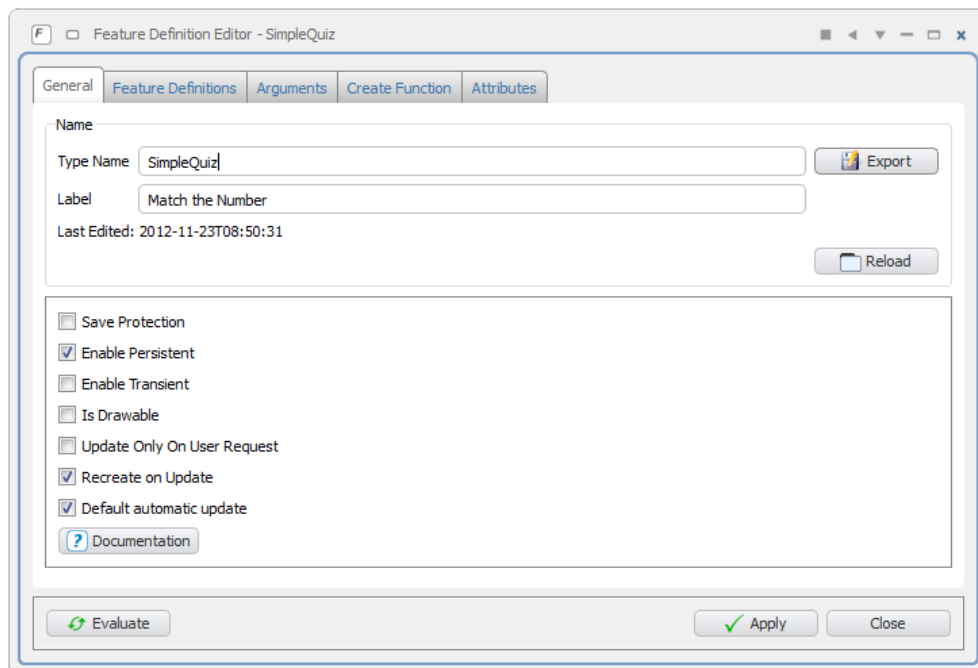 F Feature Definition Editor - SimpleQuiz
General Feature Definitions Arguments Create Function Attributes
Name
Type Name SimpleQuiz Export
Label Match the Number
Last Edited: 2012-11-23T08:50:31
Reload
Save Protection
Enable Persistent
Enable Transient
Is Drawable
Update Only On User Request
Recreate on Update
Default automatic update
? Documentation
Evaluate Apply Close